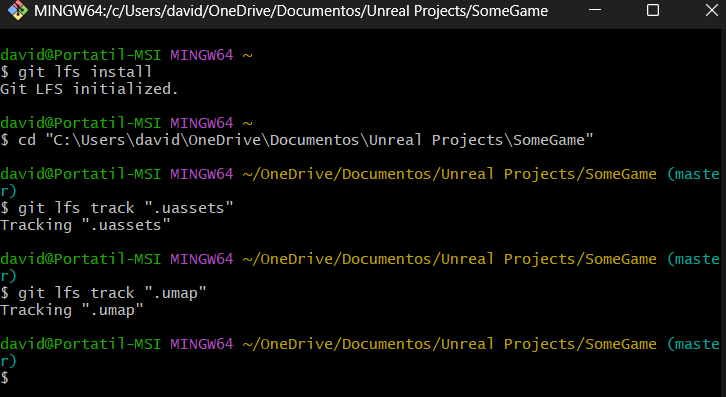 MINGW64:/c/Users/david/OneDrive/Documentos/Unreal Projects/SomeGame
david@Portatil-MSI MINGW64 ~
$ git lfs install
Git LFS initialized.
david@Portatil-MSI MINGW64 ~
$ cd "C:\Users\david\OneDrive\Documentos\Unreal Projects\SomeGame"
david@Portatil-MSI MINGW64 ~/OneDrive/Documentos/Unreal Projects/SomeGame (maste
r)
$ git lfs track ".uassets"
Tracking ".uassets"
david@Portatil-MSI MINGW64 ~/OneDrive/Documentos/Unreal Projects/SomeGame (maste
r)
$ git lfs track ".umap"
Tracking ".umap"
david@Portatil-MSI MINGW64 ~/OneDrive/Documentos/Unreal Projects/SomeGame (maste
r)
$